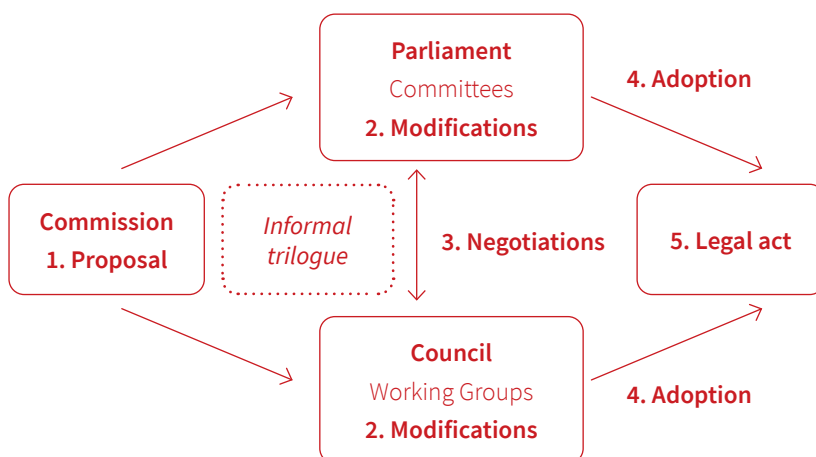 Parliament
Committees
2. Modifications
4. Adoption
Commission
1. Proposal
Informal
trilogue
3. Negotiations
5. Legal act
Council
Working Groups
2. Modifications
4. Adoption